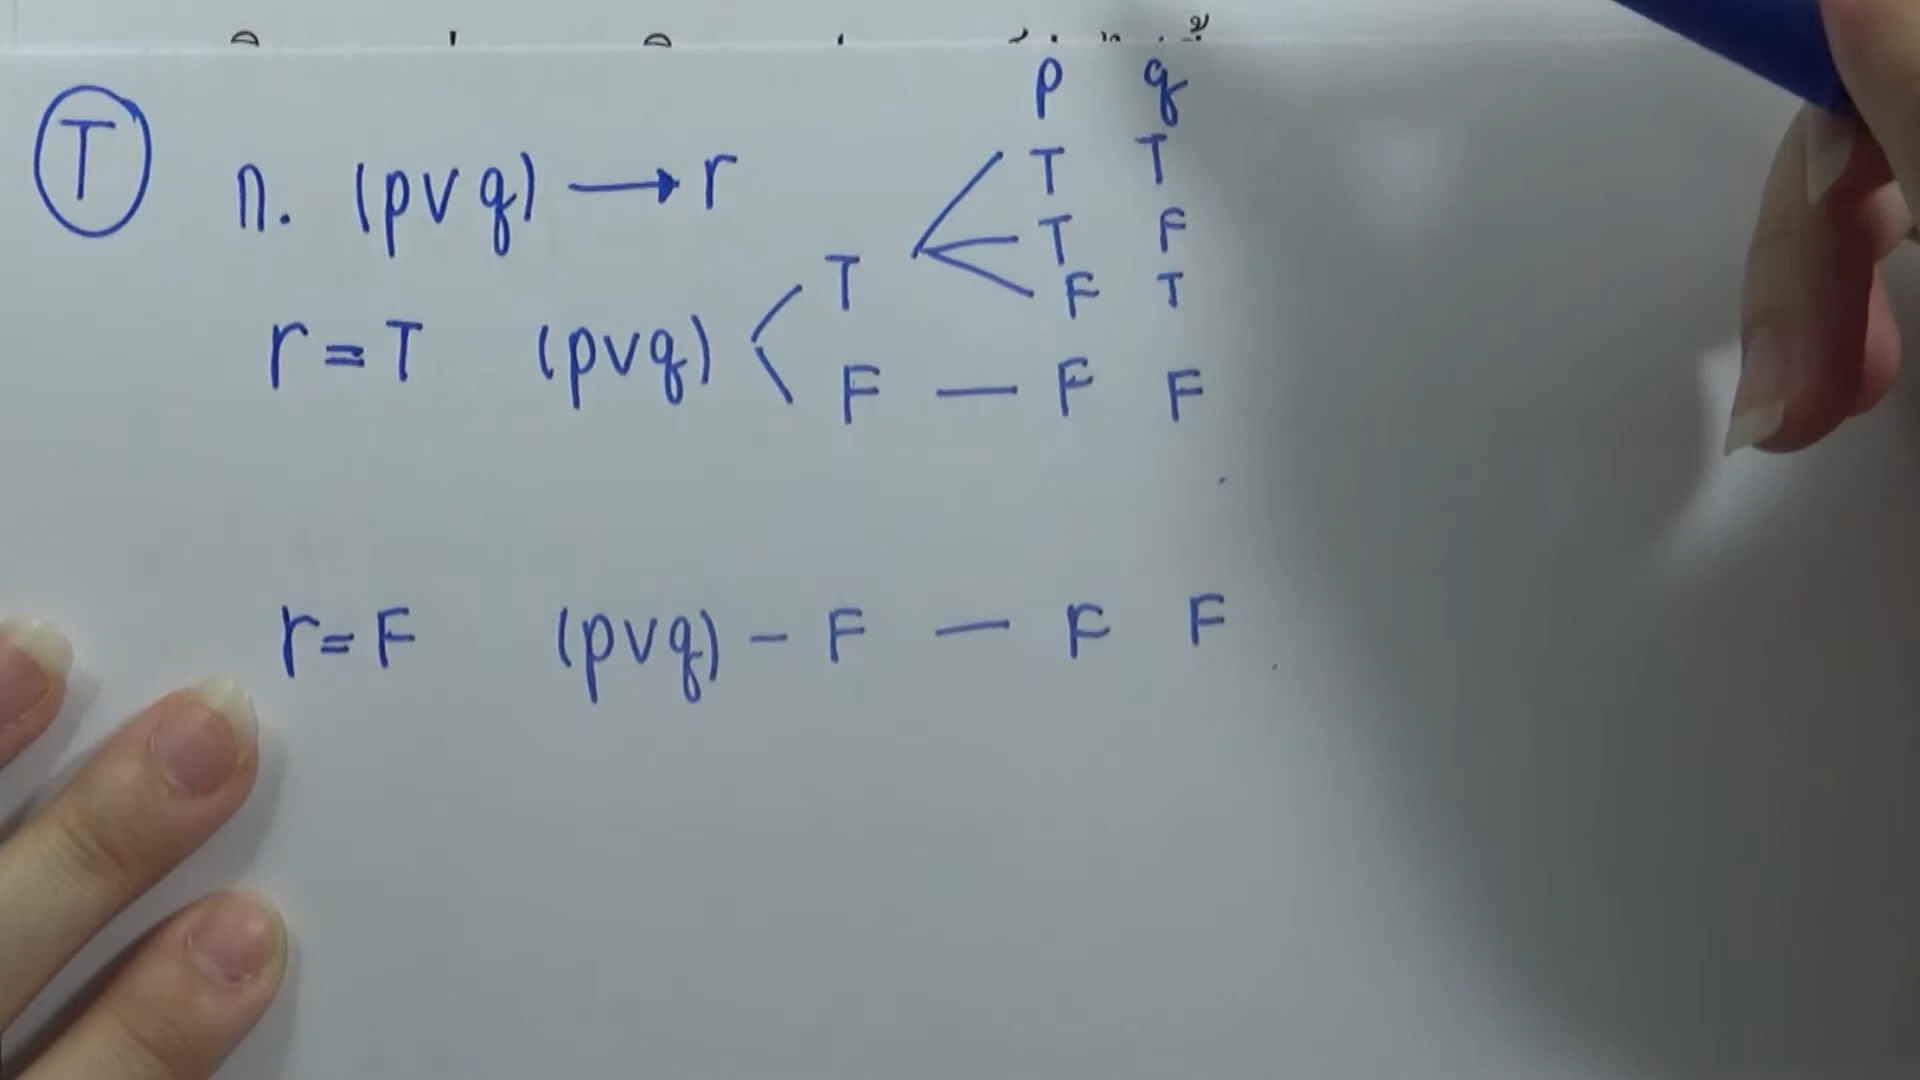 p q
T T
Ⓣ ก. (p∨q) → r
T F
T F T
r = T (p∨q)
F — F F
r = F (p∨q) – F — F F